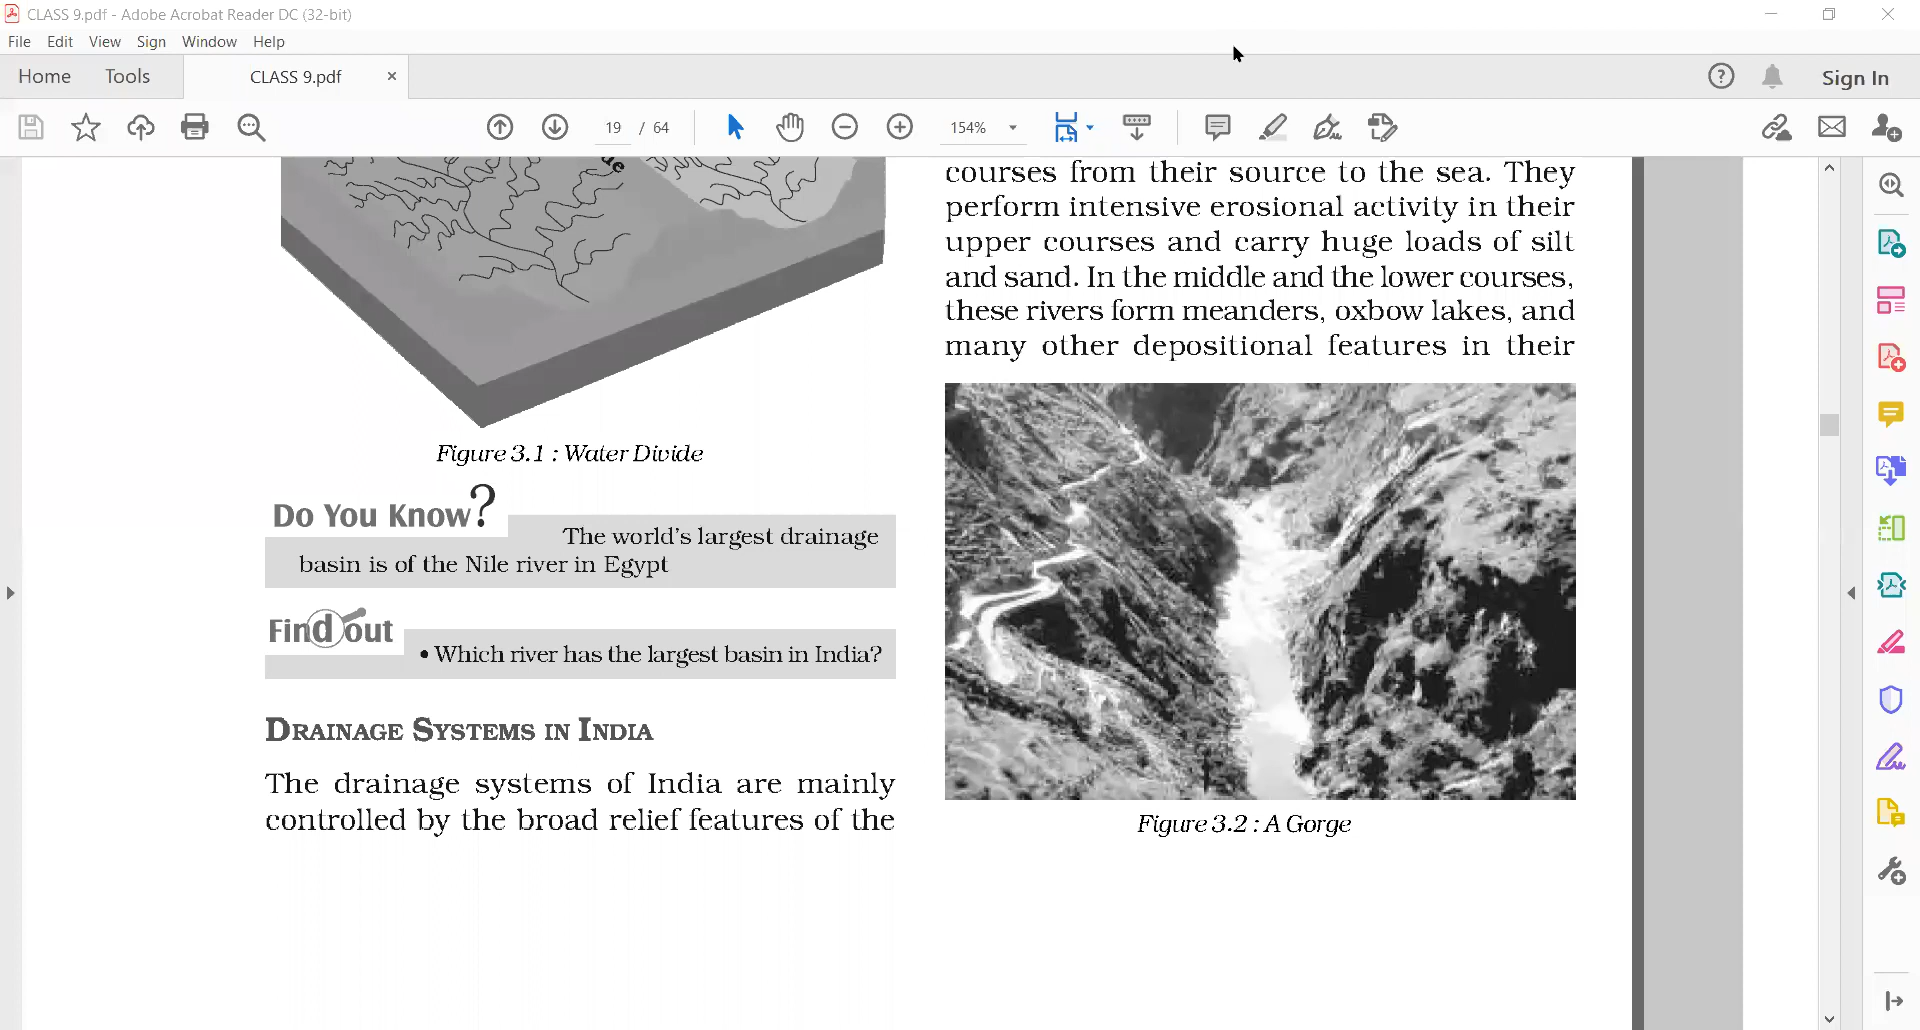 CLASS 9.pdf - Adobe Acrobat Reader DC (32-bit)
File Edit View Sign Window Help
Home Tools CLASS 9.pdf × Sign In
19 / 64 154%
ue
Figure 3.1 : Water Divide
Do You Know?
The world's largest drainage
basin is of the Nile river in Egypt
Find out
• Which river has the largest basin in India?
DRAINAGE SYSTEMS IN INDIA
The drainage systems of India are mainly
controlled by the broad relief features of the
courses from their source to the sea. They
perform intensive erosional activity in their
upper courses and carry huge loads of silt
and sand. In the middle and the lower courses,
these rivers form meanders, oxbow lakes, and
many other depositional features in their
Figure 3.2 : A Gorge